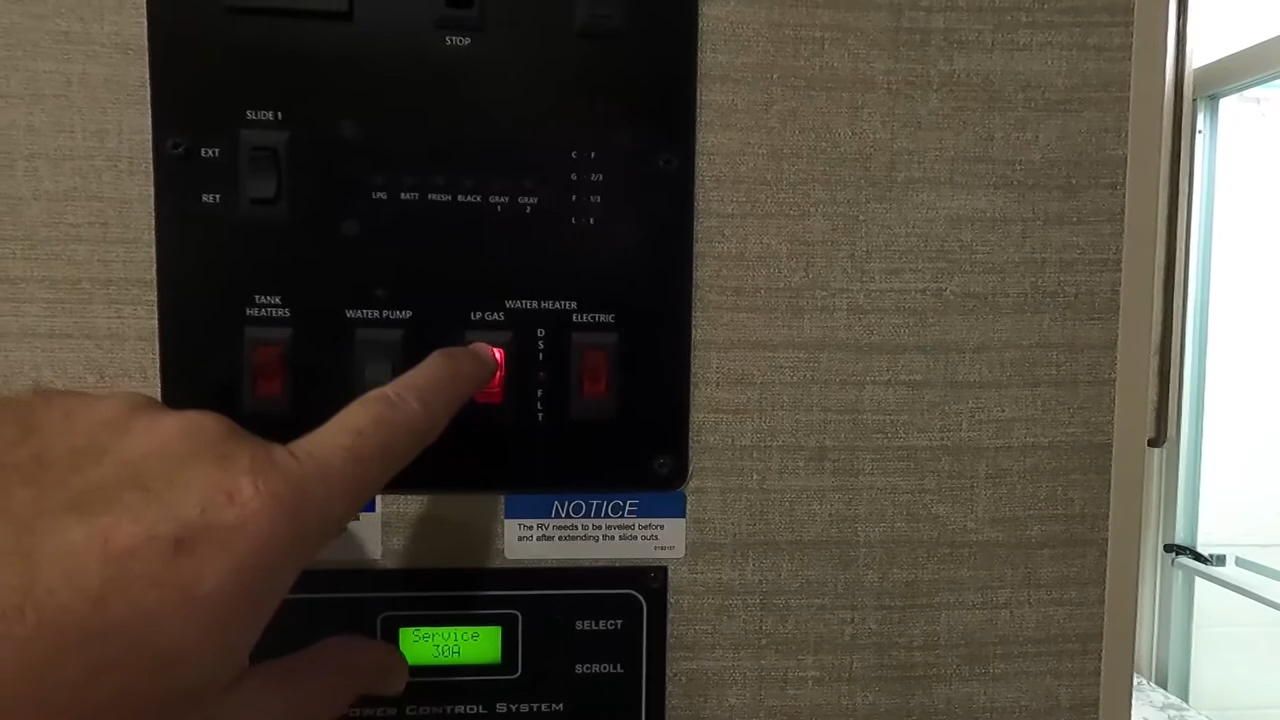 STOP
SLIDE 1
EXT
RET
C - F
G - 2/3
F - 1/3
L - E
LPG BATT FRESH BLACK GRAY 1 GRAY 2
TANK HEATERS
WATER PUMP
WATER HEATER
LP GAS
ELECTRIC
DSI
FLT
NOTICE
The RV needs to be leveled before
and after extending the slide outs.
SELECT
SCROLL
Service
30A
POWER CONTROL SYSTEM